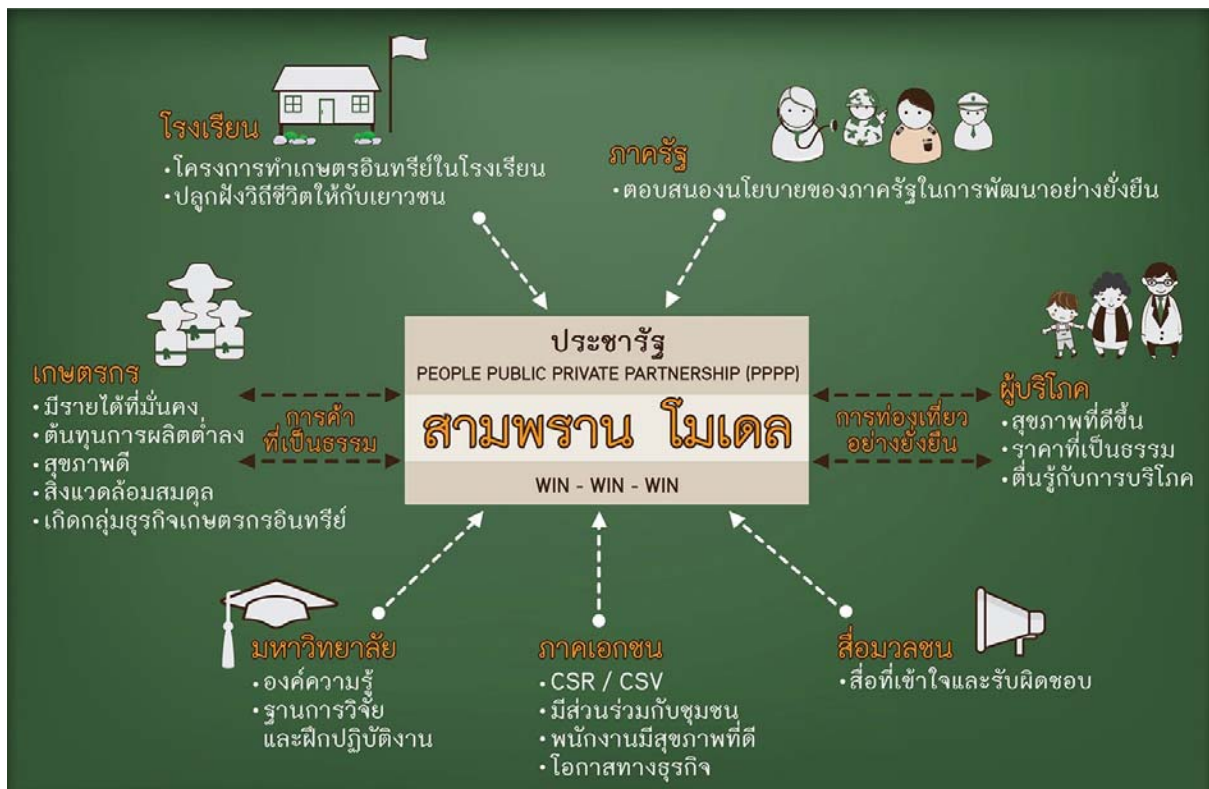 โรงเรียน
•โครงการทำเกษตรอินทรีย์ในโรงเรียน
•ปลูกฝังวิถีชีวิตให้กับเยาวชน
ภาครัฐ
•ตอบสนองนโยบายของภาครัฐในการพัฒนาอย่างยั่งยืน
ประชารัฐ
PEOPLE PUBLIC PRIVATE PARTNERSHIP (PPPP)
สามพราน โมเดล
WIN - WIN - WIN
เกษตรกร
•มีรายได้ที่มั่นคง
•ต้นทุนการผลิตต่ำลง
•สุขภาพดี
•สิ่งแวดล้อมสมดุล
•เกิดกลุ่มธุรกิจเกษตรกรอินทรีย์
การค้า
ที่เป็นธรรม
การท่องเที่ยว
อย่างยั่งยืน
ผู้บริโภค
•สุขภาพที่ดีขึ้น
•ราคาที่เป็นธรรม
•ตื่นรู้กับการบริโภค
มหาวิทยาลัย
•องค์ความรู้
•ฐานการวิจัย
และฝึกปฏิบัติงาน
ภาคเอกชน
•CSR / CSV
•มีส่วนร่วมกับชุมชน
•พนักงานมีสุขภาพที่ดี
•โอกาสทางธุรกิจ
สื่อมวลชน
•สื่อที่เข้าใจและรับผิดชอบ